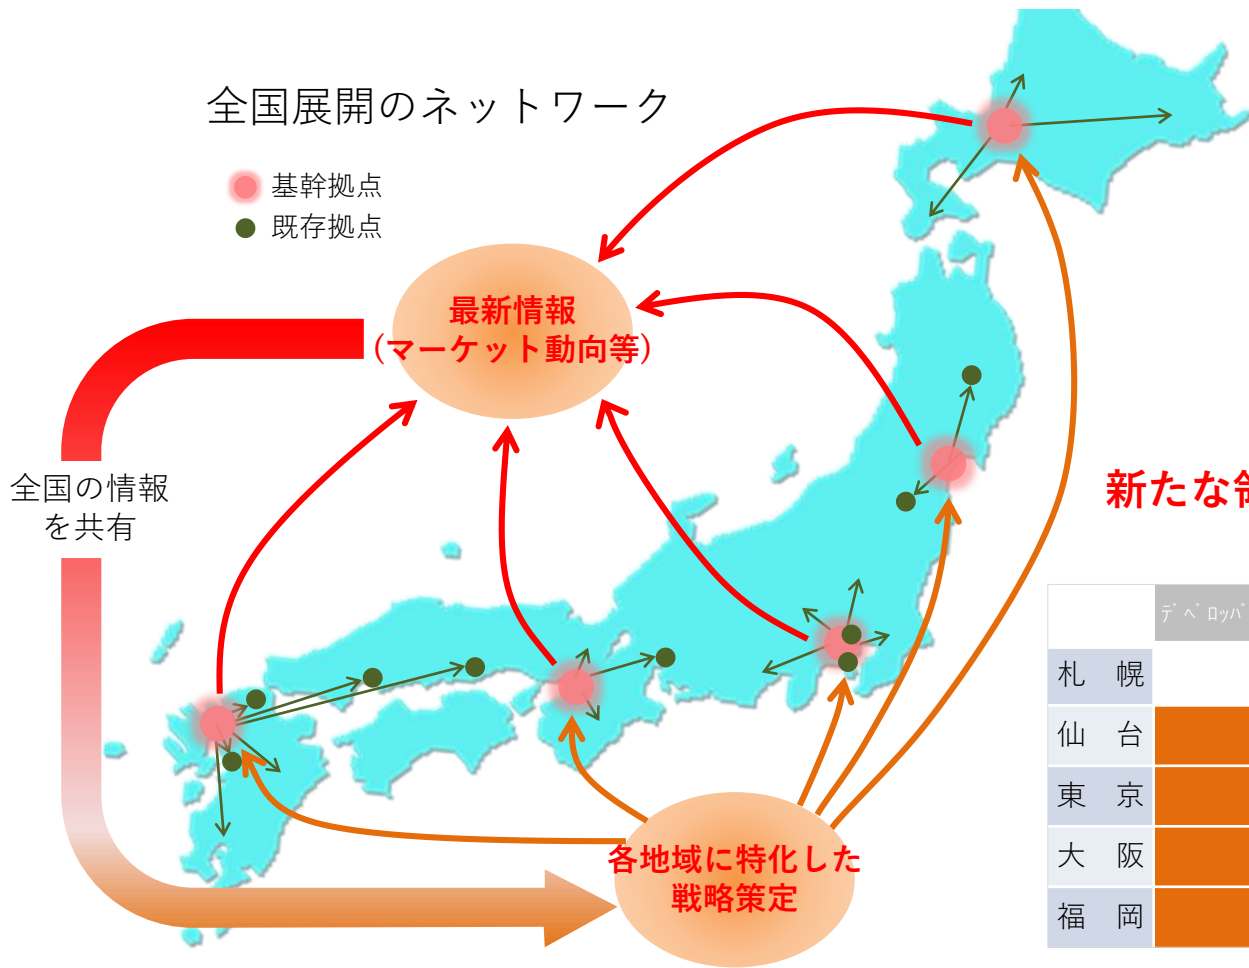 全国展開のネットワーク
基幹拠点
既存拠点
最新情報
(マーケット動向等)
全国の情報
を共有
新たな
ﾃﾞﾍﾞﾛｯﾊﾟ
札　幌
仙　台
東　京
大　阪
福　岡
各地域に特化した
戦略策定